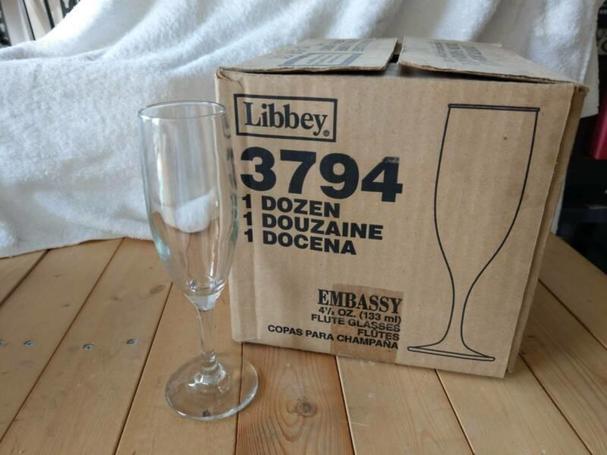 Libbey®
3794
1 DOZEN
1 DOUZAINE
1 DOCENA
EMBASSY
4½ OZ. (133 ml)
FLUTE GLASSES
FLÛTES
COPAS PARA CHAMPAÑA